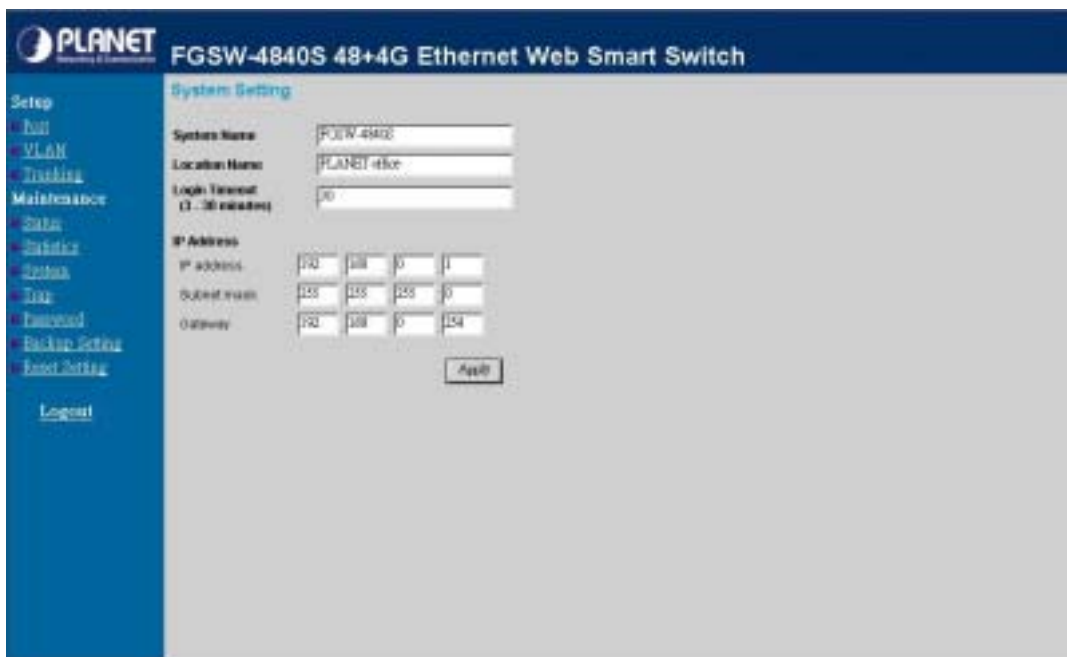 PLANET
Networking & Communication
FGSW-4840S 48+4G Ethernet Web Smart Switch
Setup
Port
VLAN
Trunking
Maintenance
Status
Statistics
System
Trap
Password
Backup Setting
Reset Setting
Logout
System Setting
System Name FGSW-4840S
Location Name PLANET office
Login Timeout
(3 - 30 minutes) 30
IP Address
IP address 192 168 0 1
Subnet mask 255 255 255 0
Gateway 192 168 0 254
Apply